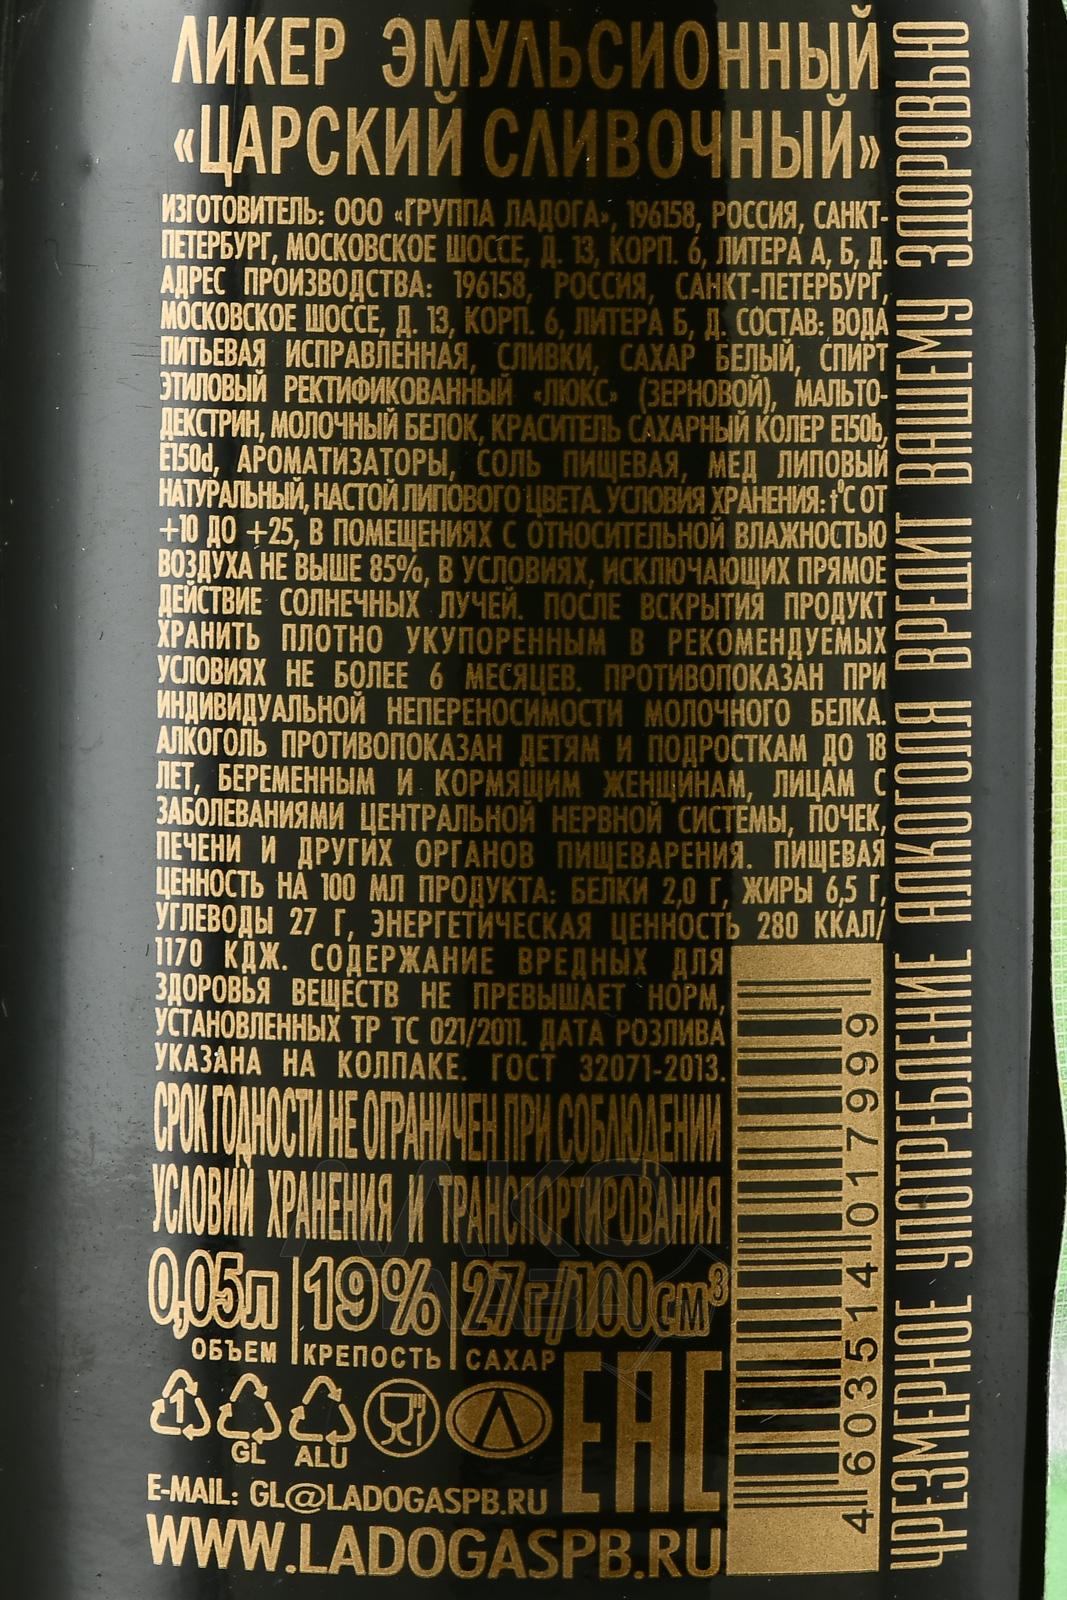 ЛИКЕР ЭМУЛЬСИОННЫЙ
«ЦАРСКИЙ СЛИВОЧНЫЙ»
ИЗГОТОВИТЕЛЬ: ООО «ГРУППА ЛАДОГА», 196158, РОССИЯ, САНКТ-
ПЕТЕРБУРГ, МОСКОВСКОЕ ШОССЕ, Д. 13, КОРП. 6, ЛИТЕРА А, Б, Д.
АДРЕС ПРОИЗВОДСТВА: 196158, РОССИЯ, САНКТ-ПЕТЕРБУРГ,
МОСКОВСКОЕ ШОССЕ, Д. 13, КОРП. 6, ЛИТЕРА Б, Д. СОСТАВ: ВОДА
ПИТЬЕВАЯ ИСПРАВЛЕННАЯ, СЛИВКИ, САХАР БЕЛЫЙ, СПИРТ
ЭТИЛОВЫЙ РЕКТИФИКОВАННЫЙ «ЛЮКС» (ЗЕРНОВОЙ), МАЛЬТО-
ДЕКСТРИН, МОЛОЧНЫЙ БЕЛОК, КРАСИТЕЛЬ САХАРНЫЙ КОЛЕР E150b,
E150d, АРОМАТИЗАТОРЫ, СОЛЬ ПИЩЕВАЯ, МЕД ЛИПОВЫЙ
НАТУРАЛЬНЫЙ, НАСТОЙ ЛИПОВОГО ЦВЕТА. УСЛОВИЯ ХРАНЕНИЯ: t°C ОТ
+10 ДО +25, В ПОМЕЩЕНИЯХ С ОТНОСИТЕЛЬНОЙ ВЛАЖНОСТЬЮ
ВОЗДУХА НЕ ВЫШЕ 85%, В УСЛОВИЯХ, ИСКЛЮЧАЮЩИХ ПРЯМОЕ
ДЕЙСТВИЕ СОЛНЕЧНЫХ ЛУЧЕЙ. ПОСЛЕ ВСКРЫТИЯ ПРОДУКТ
ХРАНИТЬ ПЛОТНО УКУПОРЕННЫМ В РЕКОМЕНДУЕМЫХ
УСЛОВИЯХ НЕ БОЛЕЕ 6 МЕСЯЦЕВ. ПРОТИВОПОКАЗАН ПРИ
ИНДИВИДУАЛЬНОЙ НЕПЕРЕНОСИМОСТИ МОЛОЧНОГО БЕЛКА.
АЛКОГОЛЬ ПРОТИВОПОКАЗАН ДЕТЯМ И ПОДРОСТКАМ ДО 18
ЛЕТ, БЕРЕМЕННЫМ И КОРМЯЩИМ ЖЕНЩИНАМ, ЛИЦАМ С
ЗАБОЛЕВАНИЯМИ ЦЕНТРАЛЬНОЙ НЕРВНОЙ СИСТЕМЫ, ПОЧЕК,
ПЕЧЕНИ И ДРУГИХ ОРГАНОВ ПИЩЕВАРЕНИЯ. ПИЩЕВАЯ
ЦЕННОСТЬ НА 100 МЛ ПРОДУКТА: БЕЛКИ 2,0 Г, ЖИРЫ 6,5 Г,
УГЛЕВОДЫ 27 Г, ЭНЕРГЕТИЧЕСКАЯ ЦЕННОСТЬ 280 ККАЛ/
1170 КДЖ. СОДЕРЖАНИЕ ВРЕДНЫХ ДЛЯ
ЗДОРОВЬЯ ВЕЩЕСТВ НЕ ПРЕВЫШАЕТ НОРМ,
УСТАНОВЛЕННЫХ ТР ТС 021/2011. ДАТА РОЗЛИВА
УКАЗАНА НА КОЛПАКЕ. ГОСТ 32071-2013.
СРОК ГОДНОСТИ НЕ ОГРАНИЧЕН ПРИ СОБЛЮДЕНИИ
УСЛОВИЙ ХРАНЕНИЯ И ТРАНСПОРТИРОВАНИЯ
0,05л 19% 27г/100см³
ОБЪЕМ КРЕПОСТЬ САХАР
1 GL ALU
EAC
E-MAIL: GL@LADOGASPB.RU
WWW.LADOGASPB.RU
4 603514 017999
ЧРЕЗМЕРНОЕ УПОТРЕБЛЕНИЕ АЛКОГОЛЯ ВРЕДИТ ВАШЕМУ ЗДОРОВЬЮ